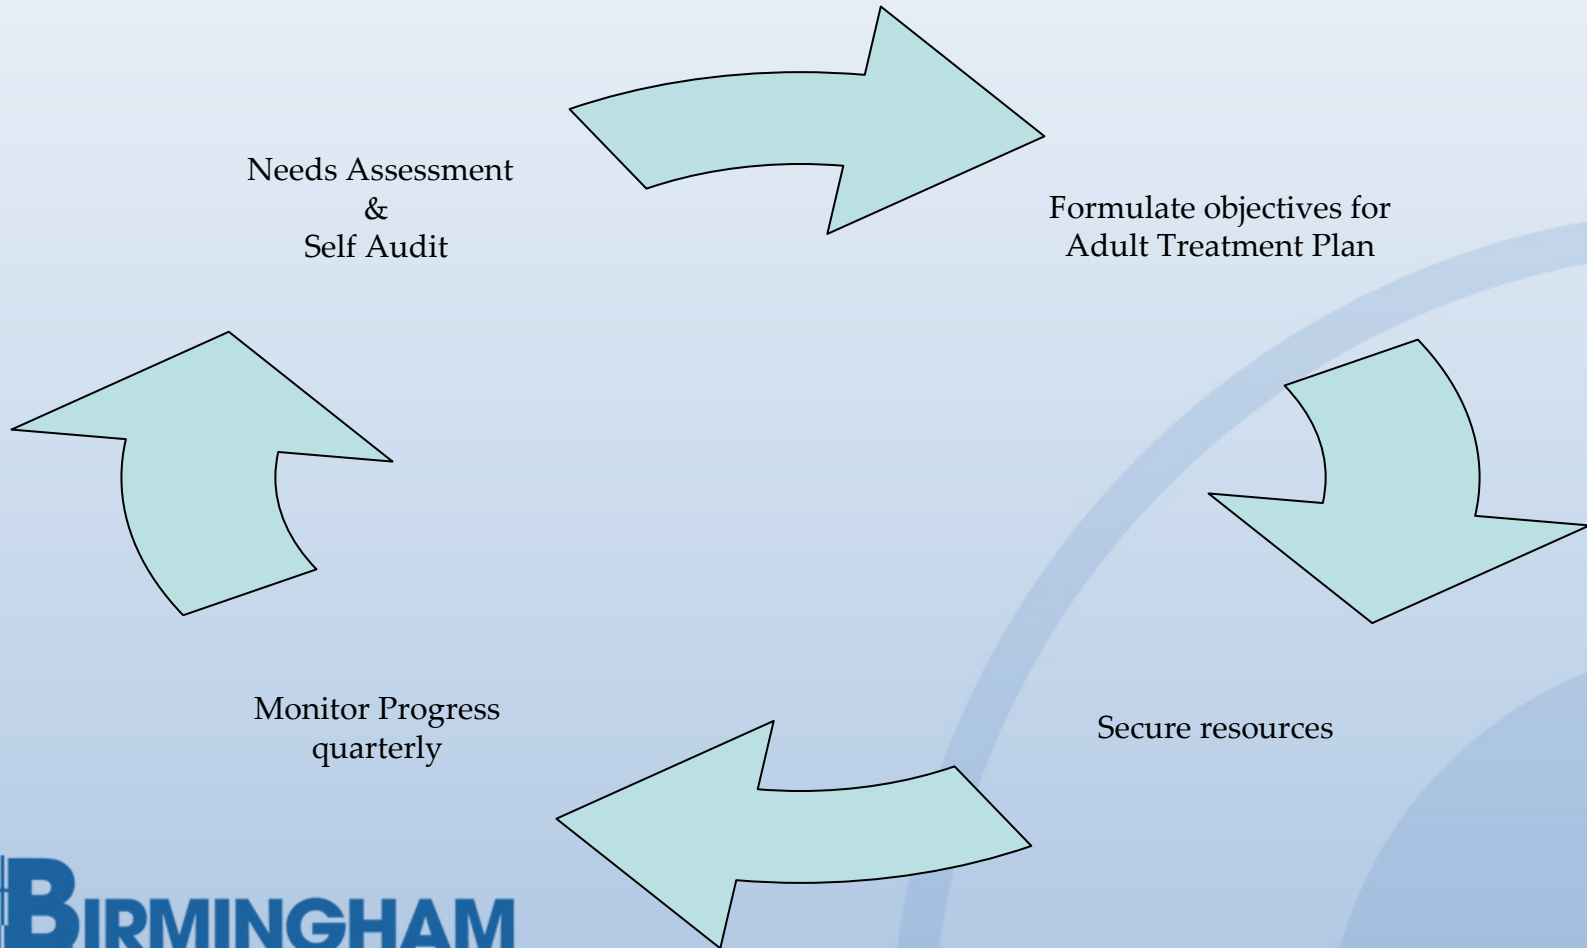 Needs Assessment
&
Self Audit
Formulate objectives for
Adult Treatment Plan
Secure resources
Monitor Progress
quarterly
BIRMINGHAM